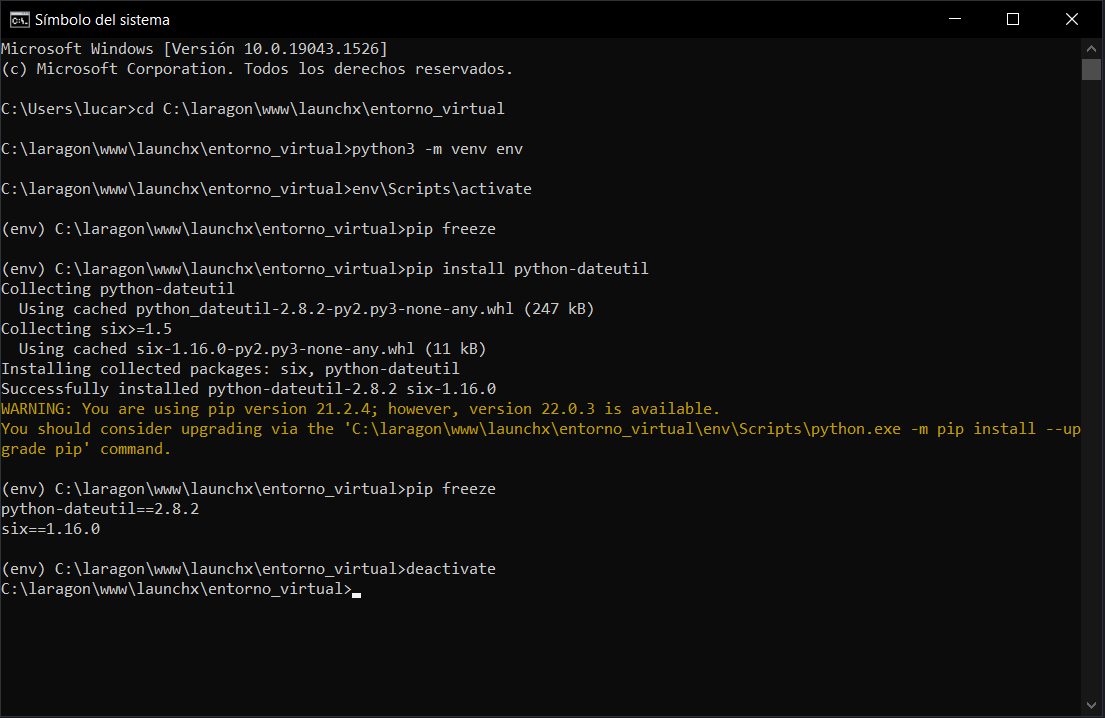 Símbolo del sistema
Microsoft Windows [Versión 10.0.19043.1526]
(c) Microsoft Corporation. Todos los derechos reservados.
C:\Users\lucar>cd C:\laragon\www\launchx\entorno_virtual
C:\laragon\www\launchx\entorno_virtual>python3 -m venv env
C:\laragon\www\launchx\entorno_virtual>env\Scripts\activate
(env) C:\laragon\www\launchx\entorno_virtual>pip freeze
(env) C:\laragon\www\launchx\entorno_virtual>pip install python-dateutil
Collecting python-dateutil
  Using cached python_dateutil-2.8.2-py2.py3-none-any.whl (247 kB)
Collecting six>=1.5
  Using cached six-1.16.0-py2.py3-none-any.whl (11 kB)
Installing collected packages: six, python-dateutil
Successfully installed python-dateutil-2.8.2 six-1.16.0
WARNING: You are using pip version 21.2.4; however, version 22.0.3 is available.
You should consider upgrading via the 'C:\laragon\www\launchx\entorno_virtual\env\Scripts\python.exe -m pip install --up
grade pip' command.
(env) C:\laragon\www\launchx\entorno_virtual>pip freeze
python-dateutil==2.8.2
six==1.16.0
(env) C:\laragon\www\launchx\entorno_virtual>deactivate
C:\laragon\www\launchx\entorno_virtual>